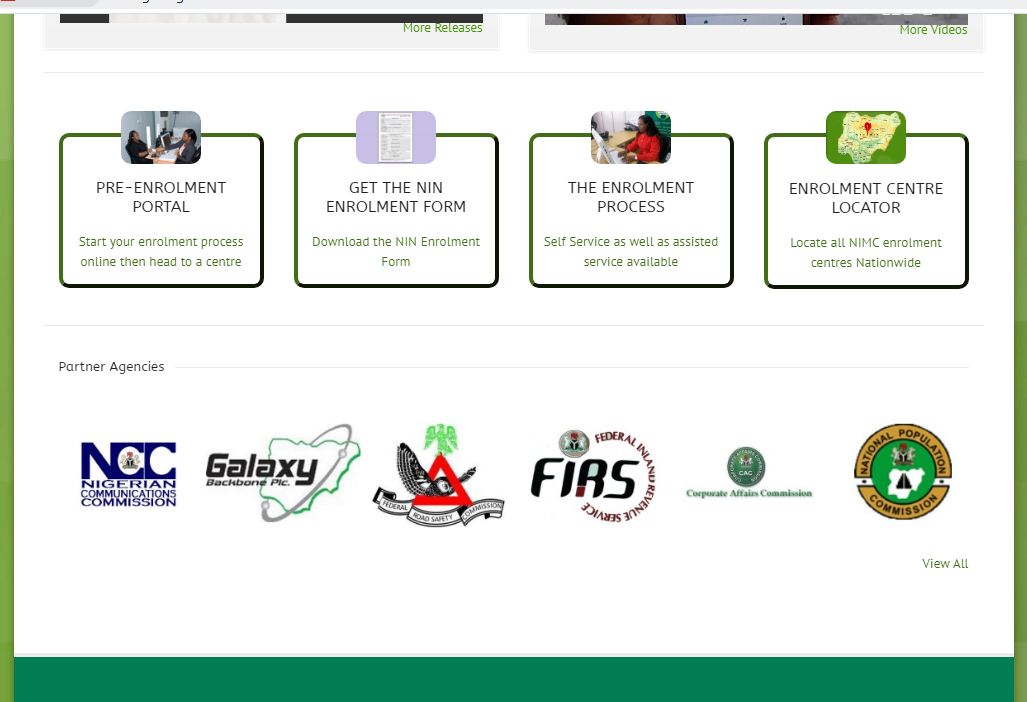 More Releases
More Videos
PRE-ENROLMENT
PORTAL
Start your enrolment process
online then head to a centre
GET THE NIN
ENROLMENT FORM
Download the NIN Enrolment
Form
THE ENROLMENT
PROCESS
Self Service as well as assisted
service available
ENROLMENT CENTRE
LOCATOR
Locate all NIMC enrolment
centres Nationwide
Partner Agencies
NCC
NIGERIAN
COMMUNICATIONS
COMMISSION
Galaxy
Backbone Plc.
FEDERAL ROAD SAFETY COMMISSION
FIRS
FEDERAL INLAND REVENUE SERVICE
CAC
Corporate Affairs Commission
NATIONAL POPULATION
COMMISSION
View All